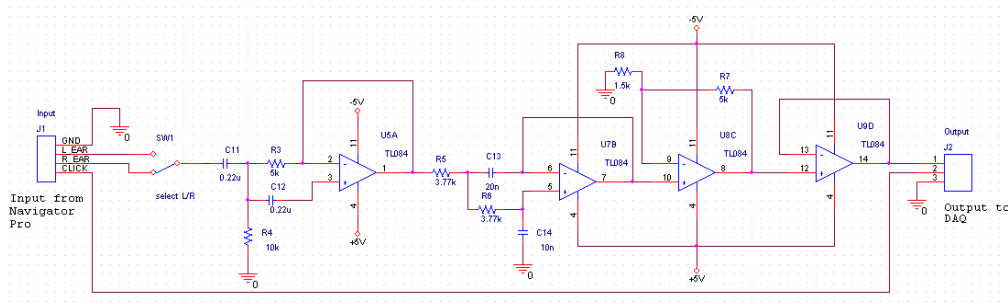 -5V
R8
1.5k
0
R7
5k
Input
J1
GND
L_EAR
R_EAR
CLICK
0
SW1
select L/R
Input from
Navigator
Pro
C11
0.22u
R3
5k
C12
0.22u
R4
10k
0
-5V
U5A
11
2
3
1
TL084
4
+5V
R5
3.77k
C13
20n
R6
3.77k
C14
10n
0
U7B
11
6
5
7
TL084
4
U8C
11
9
10
8
TL084
4
+5V
U9D
11
13
12
14
TL084
4
Output
J2
1
2
3
0
Output to
DAQ